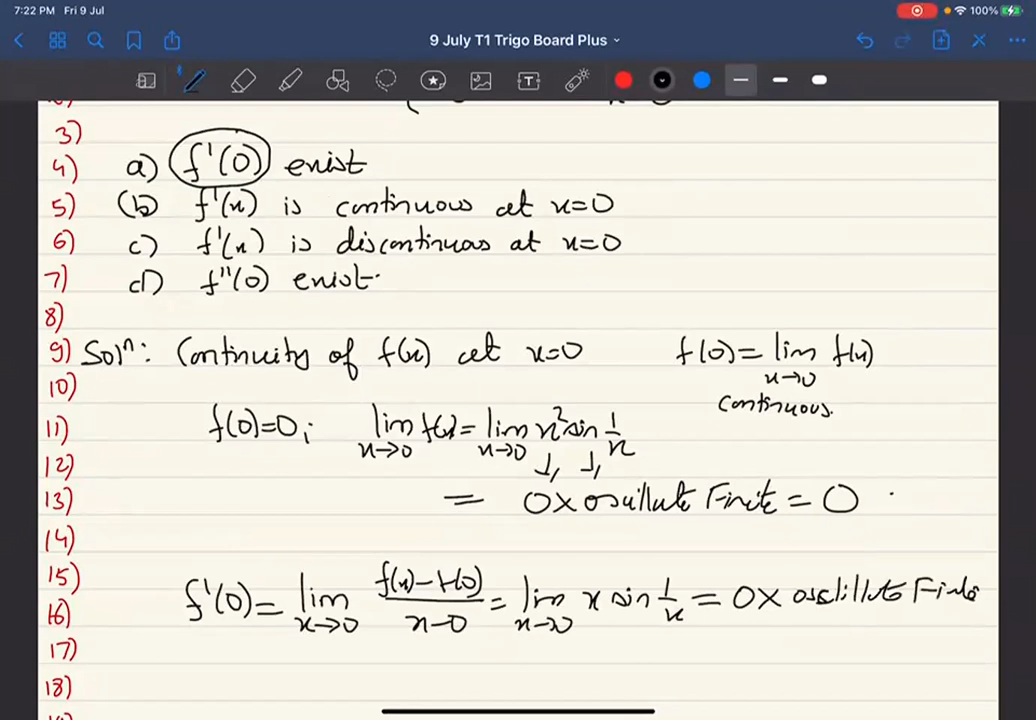 7:22 PM Fri 9 Jul
100%
9 July T1 Trigo Board Plus
3)
4) a) f'(0) exist
5) (b) f'(x) is continuous at x=0
6) c) f'(x) is discontinuous at x=0
7) d) f''(0) exist
8)
9) Solⁿ: Continuity of f(x) at x=0 f(0)=lim f(x)
x→0
10) continuous.
11) f(0)=0; lim f(x)=lim x² sin 1/x
x→0 x→0
12) ↓, ↓,
13) = 0x oscillate Finite = 0
14)
15) f'(0)= lim f(x)-f(0)/x-0 = lim x sin 1/x = 0x oscillate Finite
16) x→0 x→0
17)
18)